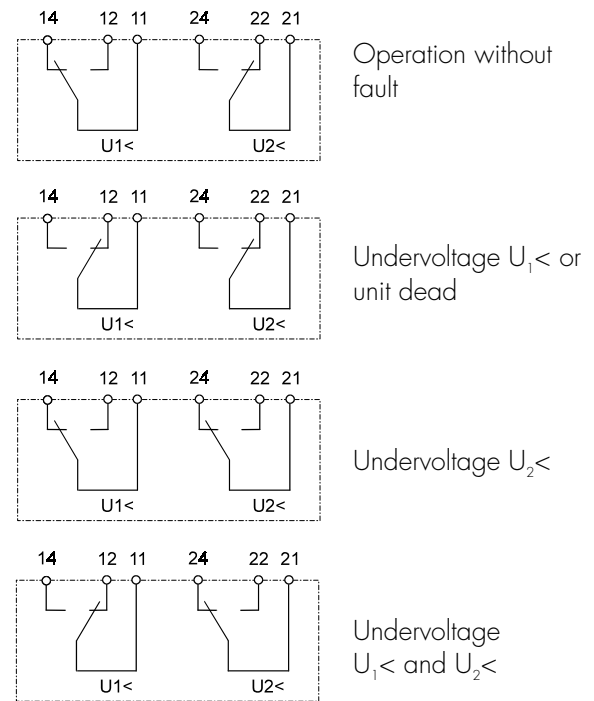 14 12 11 24 22 21
Operation without
fault
U1< U2<
14 12 11 24 22 21
Undervoltage U₁< or
unit dead
U1< U2<
14 12 11 24 22 21
Undervoltage U₂<
U1< U2<
14 12 11 24 22 21
Undervoltage
U₁< and U₂<
U1< U2<